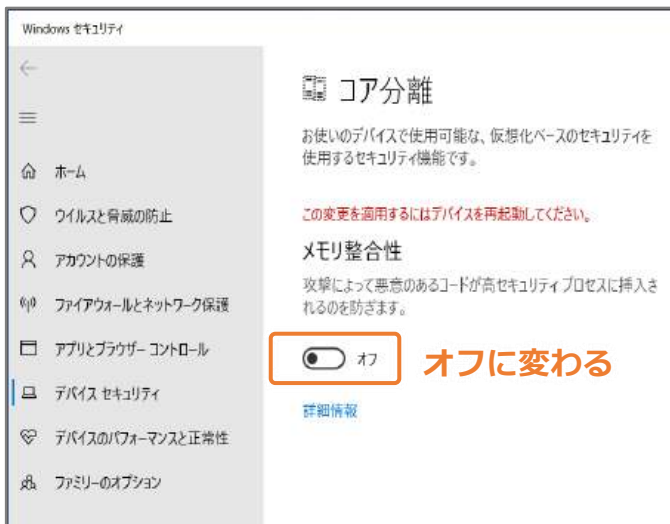 Windows セキュリティ
コア分離
お使いのデバイスで使用可能な、仮想化ベースのセキュリティを
使用するセキュリティ機能です。
ホーム
ウイルスと脅威の防止
アカウントの保護
ファイアウォールとネットワーク保護
アプリとブラウザー コントロール
デバイス セキュリティ
デバイスのパフォーマンスと正常性
ファミリーのオプション
この変更を適用するにはデバイスを再起動してください。
メモリ整合性
攻撃によって悪意のあるコードが高セキュリティ プロセスに挿入さ
れるのを防ぎます。
オフ
オフに変わる
詳細情報